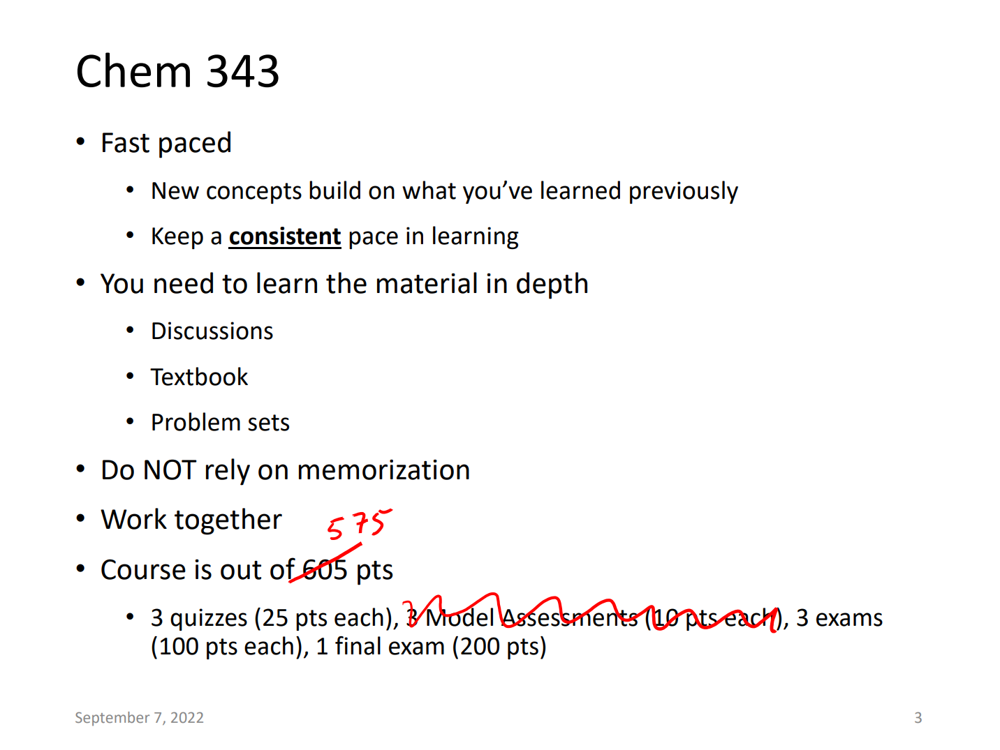 Chem 343
• Fast paced
• New concepts build on what you’ve learned previously
• Keep a consistent pace in learning
• You need to learn the material in depth
• Discussions
• Textbook
• Problem sets
• Do NOT rely on memorization
• Work together
575
• Course is out of 605 pts
• 3 quizzes (25 pts each), 3 Model Assessments (10 pts each), 3 exams
(100 pts each), 1 final exam (200 pts)
September 7, 2022
3